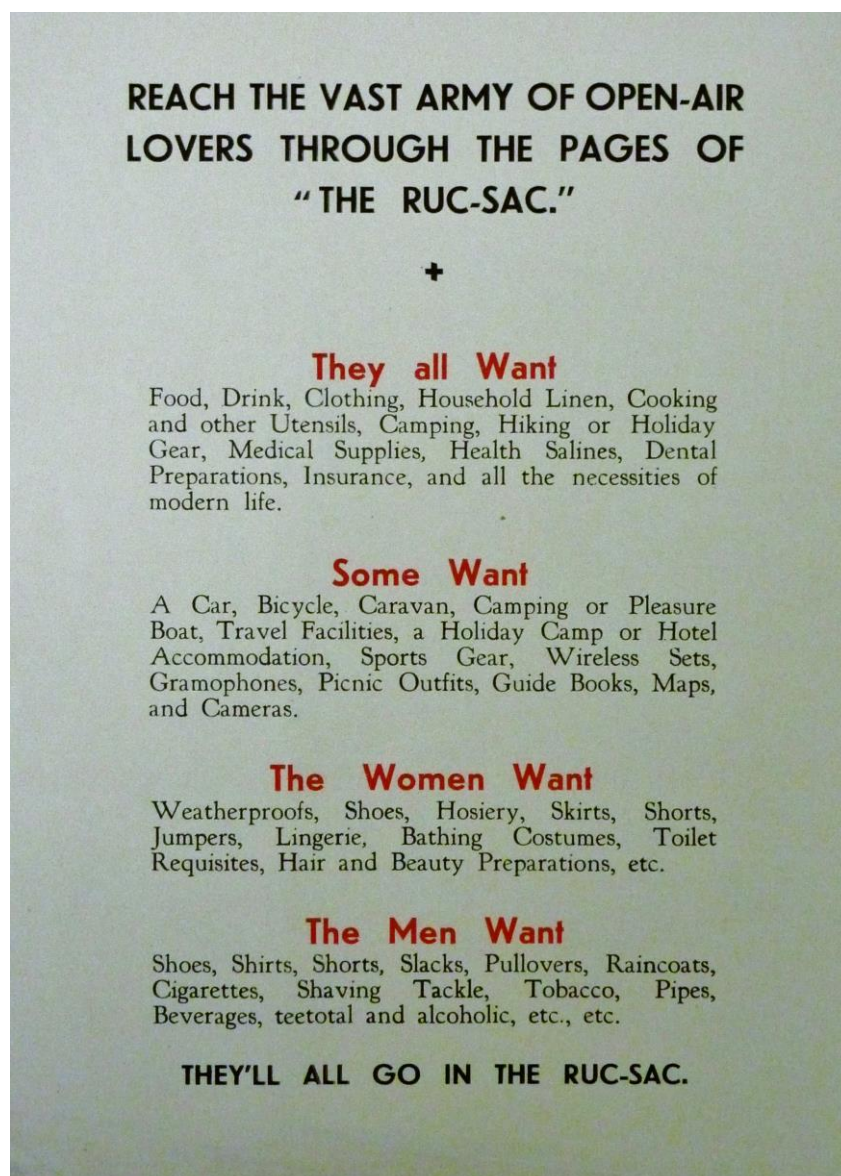 REACH THE VAST ARMY OF OPEN-AIR
LOVERS THROUGH THE PAGES OF
"THE RUC-SAC."
+
They all Want
Food, Drink, Clothing, Household Linen, Cooking
and other Utensils, Camping, Hiking or Holiday
Gear, Medical Supplies, Health Salines, Dental
Preparations, Insurance, and all the necessities of
modern life.
Some Want
A Car, Bicycle, Caravan, Camping or Pleasure
Boat, Travel Facilities, a Holiday Camp or Hotel
Accommodation, Sports Gear, Wireless Sets,
Gramophones, Picnic Outfits, Guide Books, Maps,
and Cameras.
The Women Want
Weatherproofs, Shoes, Hosiery, Skirts, Shorts,
Jumpers, Lingerie, Bathing Costumes, Toilet
Requisites, Hair and Beauty Preparations, etc.
The Men Want
Shoes, Shirts, Shorts, Slacks, Pullovers, Raincoats,
Cigarettes, Shaving Tackle, Tobacco, Pipes,
Beverages, teetotal and alcoholic, etc., etc.
THEY'LL ALL GO IN THE RUC-SAC.